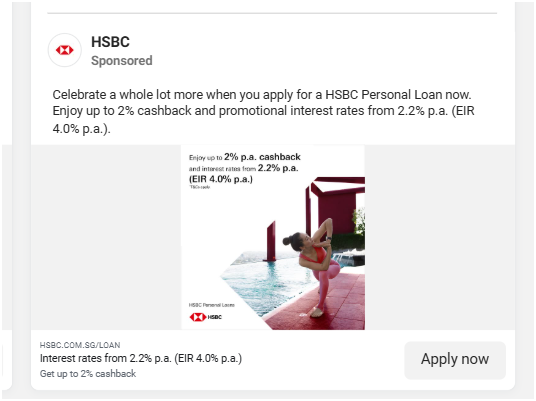 HSBC
Sponsored
Celebrate a whole lot more when you apply for a HSBC Personal Loan now.
Enjoy up to 2% cashback and promotional interest rates from 2.2% p.a. (EIR
4.0% p.a.).
Enjoy up to 2% p.a. cashback
and interest rates from 2.2% p.a.
(EIR 4.0% p.a.)
T&Cs apply
HSBC Personal Loans
HSBC
HSBC.COM.SG/LOAN
Interest rates from 2.2% p.a. (EIR 4.0% p.a.)
Get up to 2% cashback
Apply now